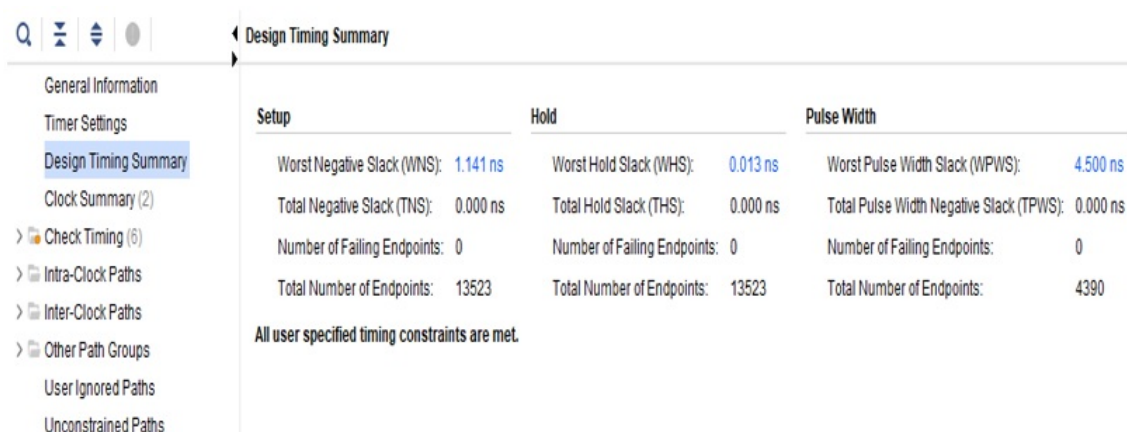 Design Timing Summary
General Information
Timer Settings
Design Timing Summary
Clock Summary (2)
Check Timing (6)
Intra-Clock Paths
Inter-Clock Paths
Other Path Groups
User Ignored Paths
Unconstrained Paths
Setup
Worst Negative Slack (WNS): 1.141 ns
Total Negative Slack (TNS): 0.000 ns
Number of Failing Endpoints: 0
Total Number of Endpoints: 13523
Hold
Worst Hold Slack (WHS): 0.013 ns
Total Hold Slack (THS): 0.000 ns
Number of Failing Endpoints: 0
Total Number of Endpoints: 13523
Pulse Width
Worst Pulse Width Slack (WPWS): 4.500 ns
Total Pulse Width Negative Slack (TPWS): 0.000 ns
Number of Failing Endpoints: 0
Total Number of Endpoints: 4390
All user specified timing constraints are met.